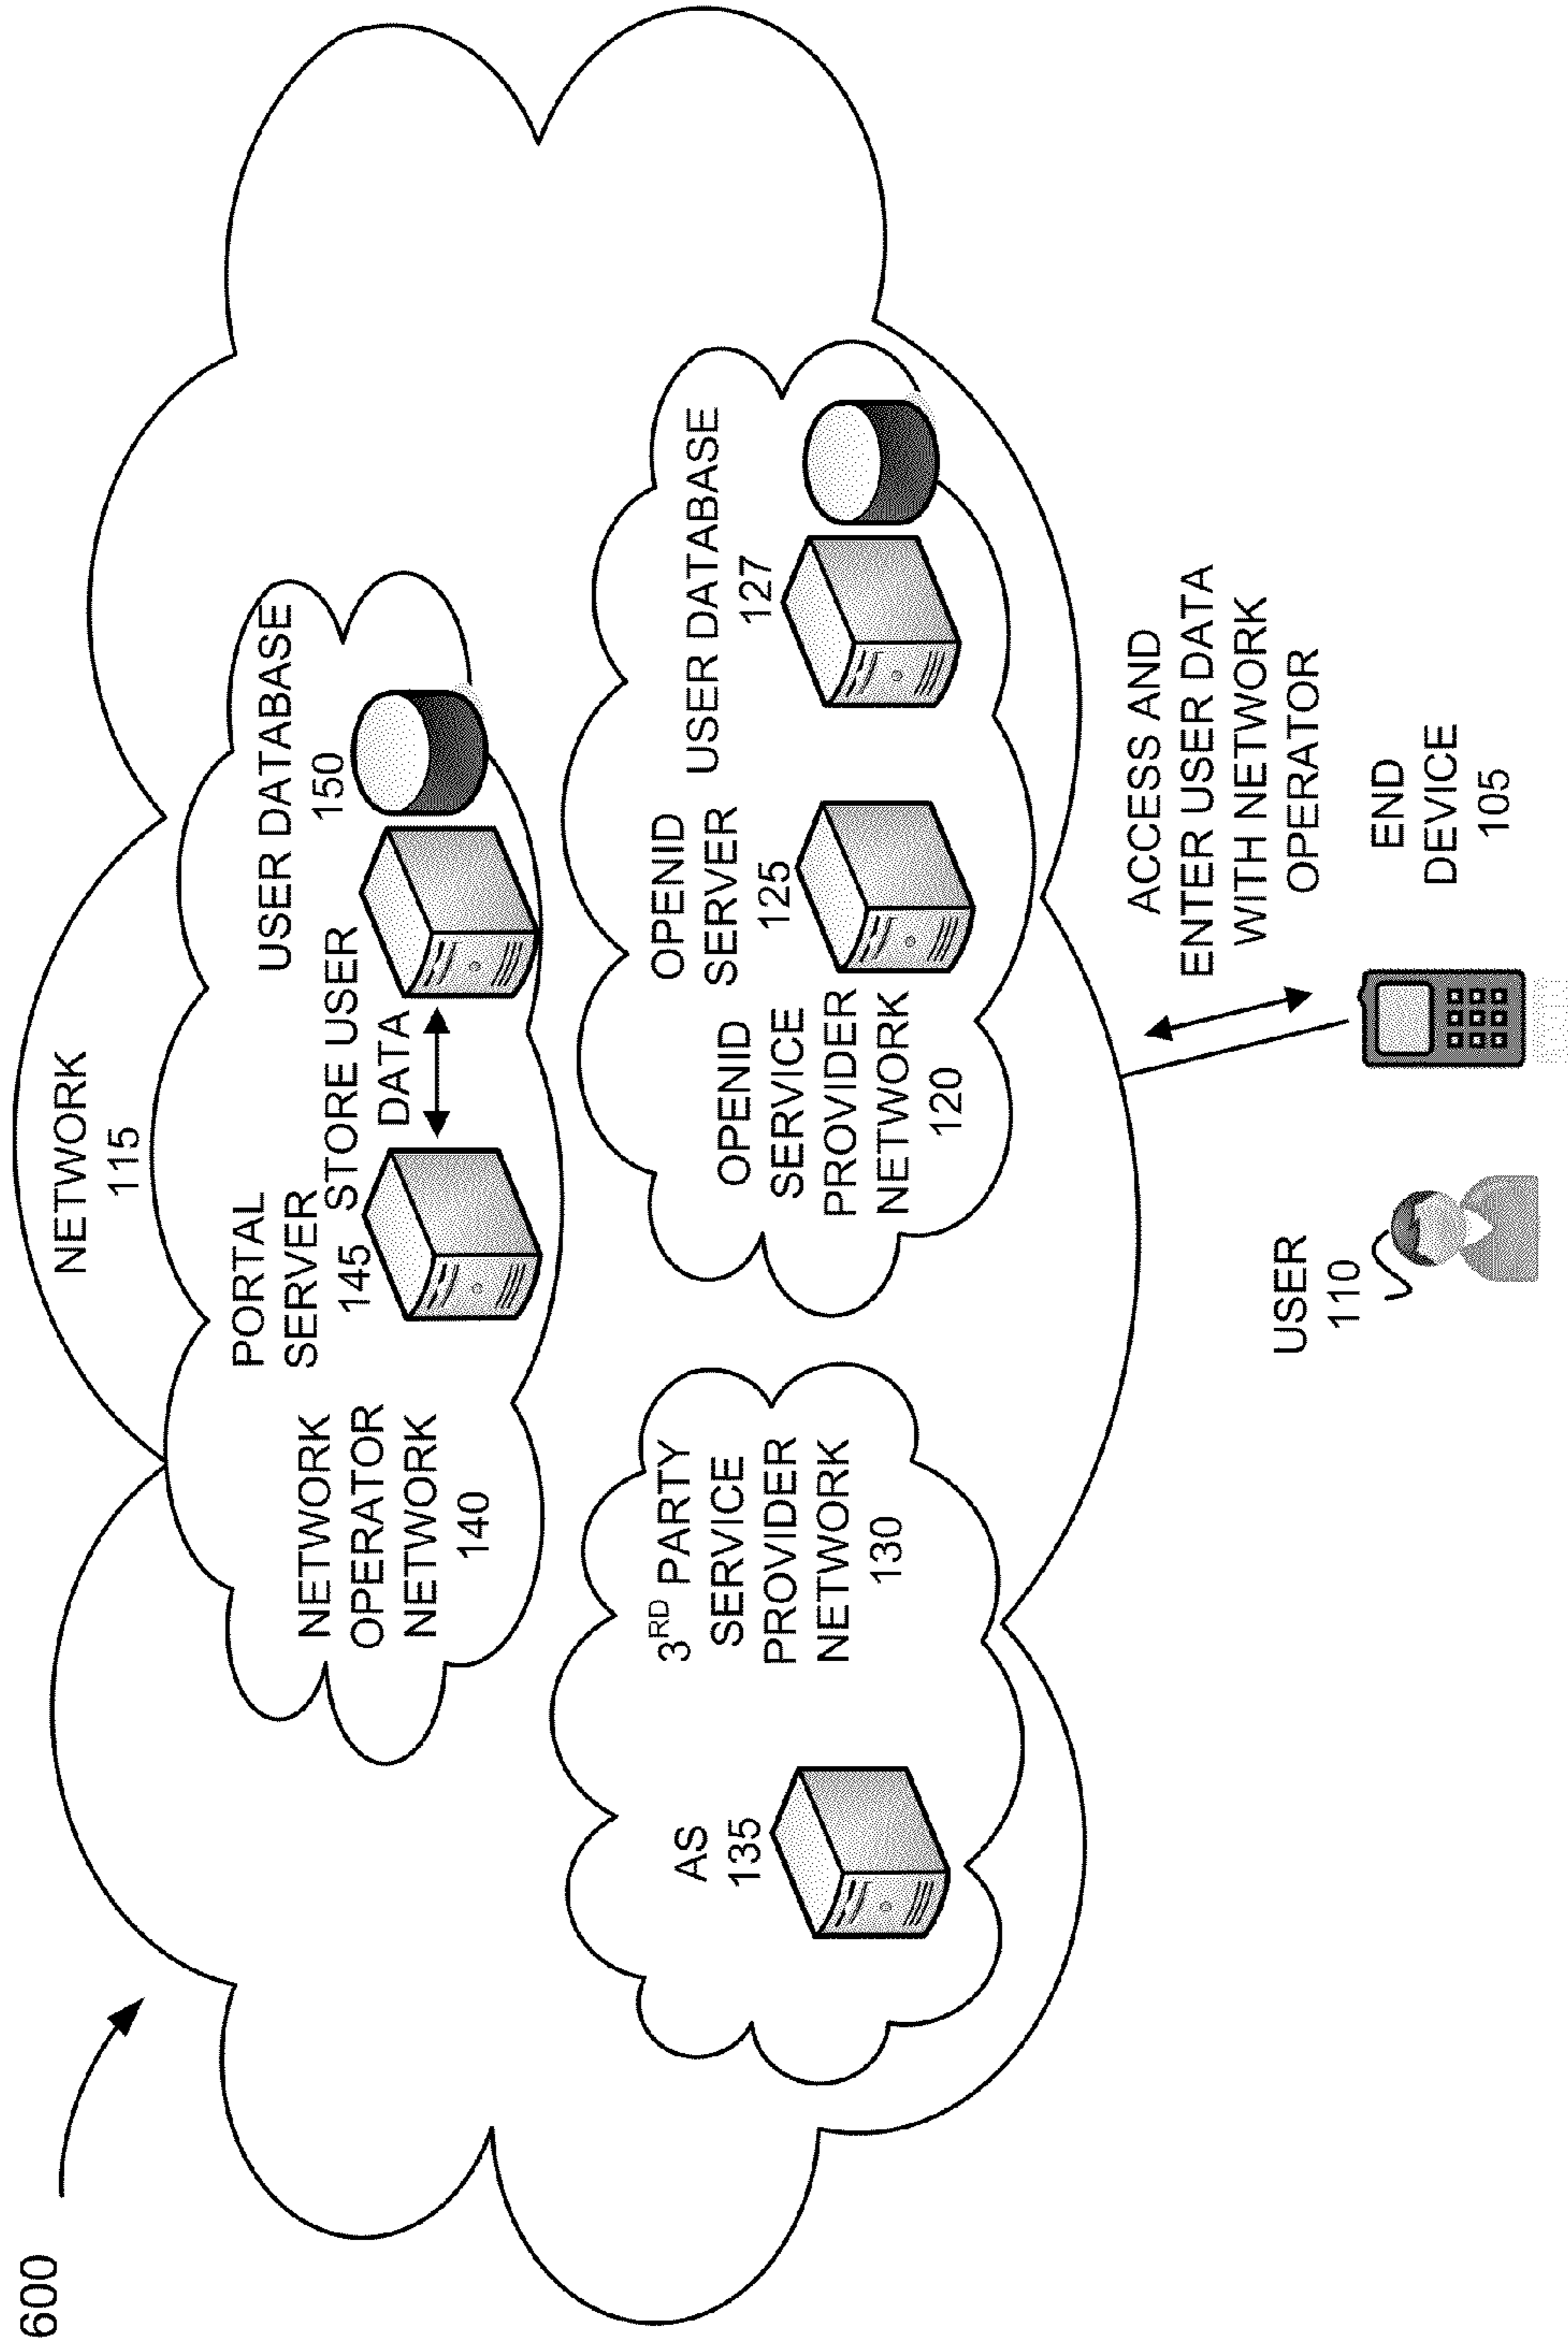 600
NETWORK
115
PORTAL
SERVER
145
STORE USER
DATA
USER DATABASE
150
NETWORK
OPERATOR
NETWORK
140
3RD PARTY
SERVICE
PROVIDER
NETWORK
130
AS
135
OPENID
SERVER
125
USER DATABASE
127
OPENID
SERVICE
PROVIDER
NETWORK
120
ACCESS AND
ENTER USER DATA
WITH NETWORK
OPERATOR
USER
110
END
DEVICE
105